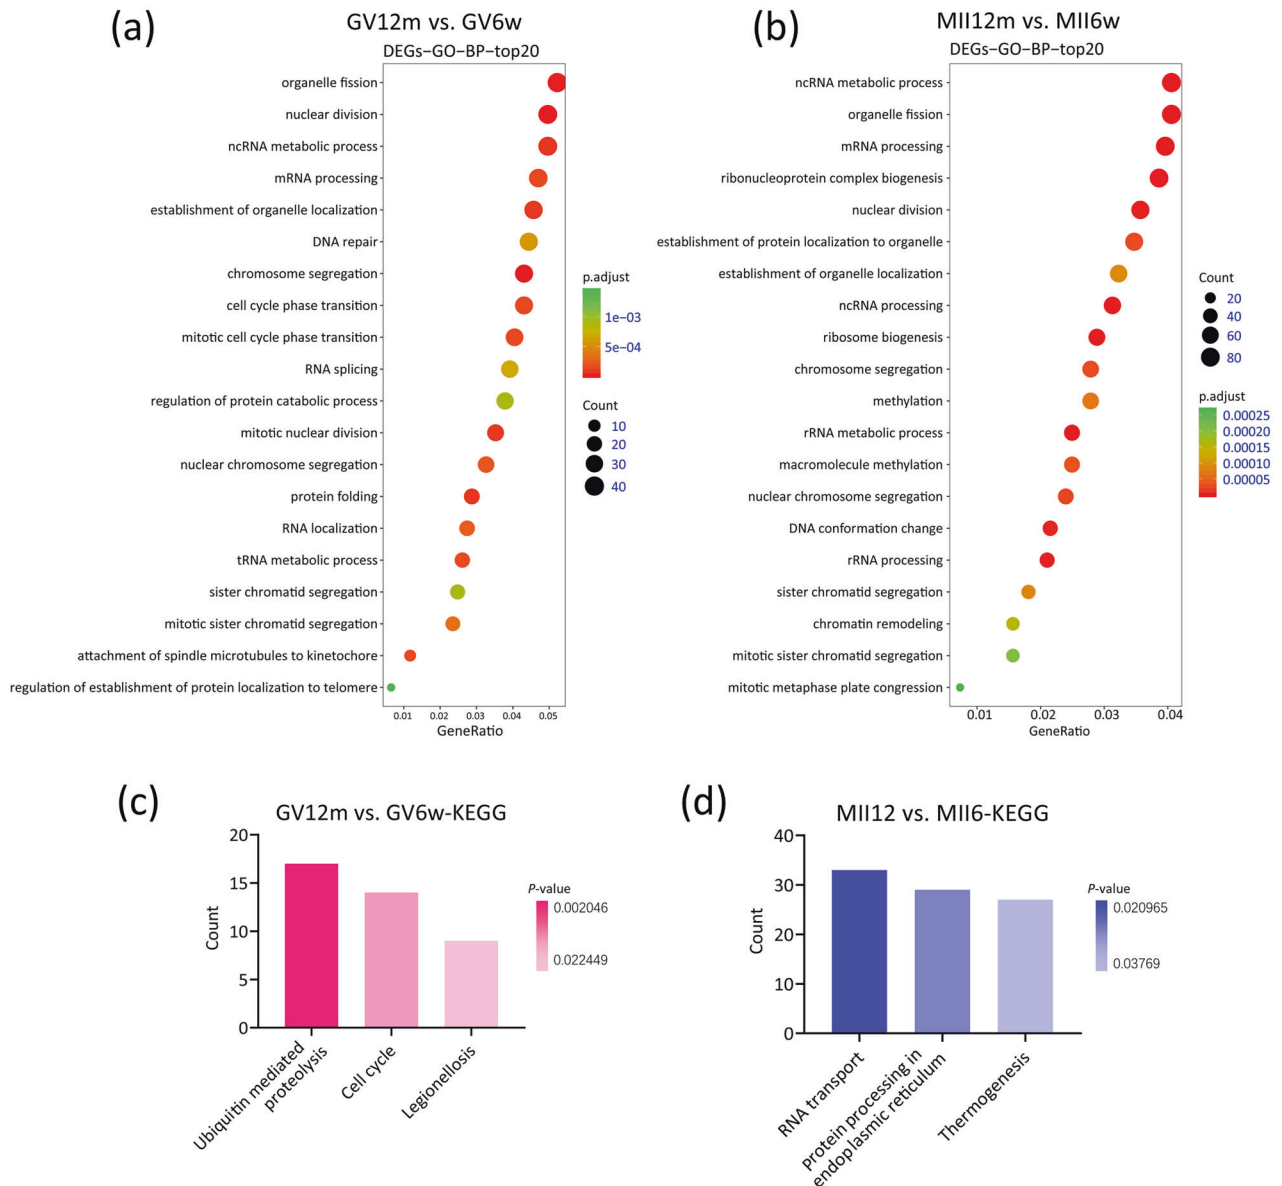 (a)
GV12m vs. GV6w
DEGs−GO−BP−top20
organelle fission
nuclear division
ncRNA metabolic process
mRNA processing
establishment of organelle localization
DNA repair
chromosome segregation
cell cycle phase transition
mitotic cell cycle phase transition
RNA splicing
regulation of protein catabolic process
mitotic nuclear division
nuclear chromosome segregation
protein folding
RNA localization
tRNA metabolic process
sister chromatid segregation
mitotic sister chromatid segregation
attachment of spindle microtubules to kinetochore
regulation of establishment of protein localization to telomere
0.01 0.02 0.03 0.04 0.05
GeneRatio
p.adjust
1e−03
5e−04
Count
10
20
30
40
(b)
MII12m vs. MII6w
DEGs−GO−BP−top20
ncRNA metabolic process
organelle fission
mRNA processing
ribonucleoprotein complex biogenesis
nuclear division
establishment of protein localization to organelle
establishment of organelle localization
ncRNA processing
ribosome biogenesis
chromosome segregation
methylation
rRNA metabolic process
macromolecule methylation
nuclear chromosome segregation
DNA conformation change
rRNA processing
sister chromatid segregation
chromatin remodeling
mitotic sister chromatid segregation
mitotic metaphase plate congression
0.01 0.02 0.03 0.04
GeneRatio
Count
20
40
60
80
p.adjust
0.00025
0.00020
0.00015
0.00010
0.00005
(c)
GV12m vs. GV6w-KEGG
Count
20
15
10
5
0
Ubiquitin mediated
proteolysis
Cell cycle
Legionellosis
P-value
0.002046
0.022449
(d)
MII12 vs. MII6-KEGG
Count
40
30
20
10
0
RNA transport
Protein processing in
endoplasmic reticulum
Thermogenesis
P-value
0.020965
0.03769